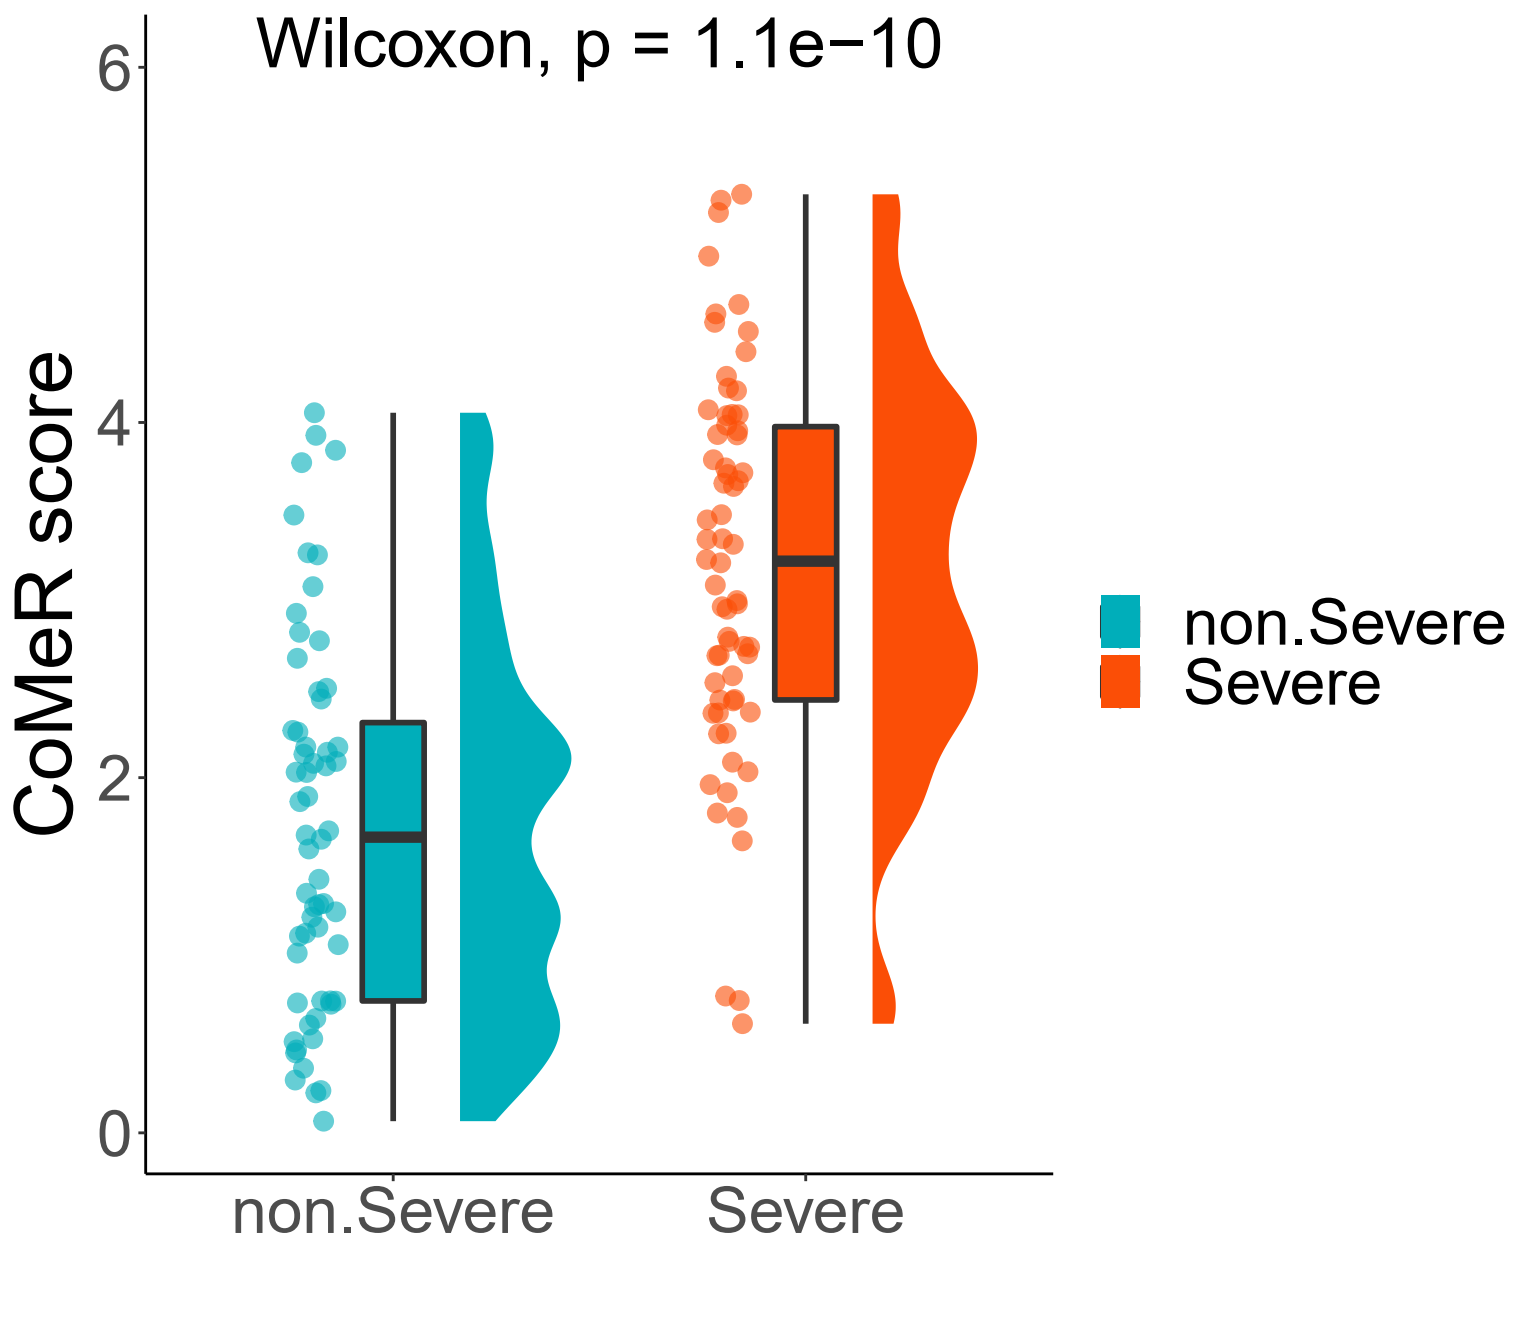 Wilcoxon, p = 1.1e−10
CoMeR score
6
4
2
0
non.Severe
Severe
non.Severe
Severe